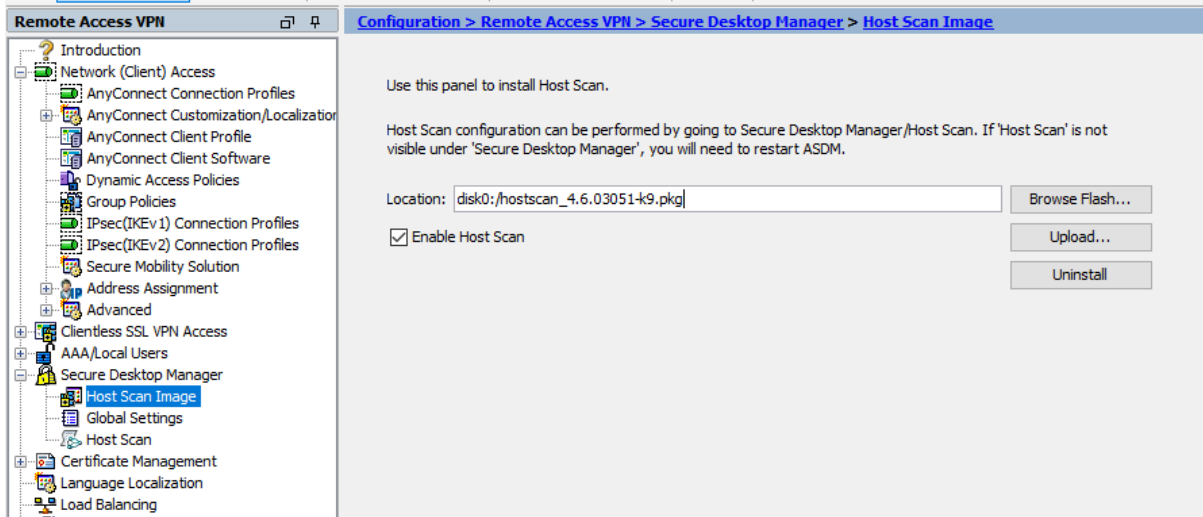 Remote Access VPN
Introduction
Network (Client) Access
AnyConnect Connection Profiles
AnyConnect Customization/Localization
AnyConnect Client Profile
AnyConnect Client Software
Dynamic Access Policies
Group Policies
IPsec(IKEv1) Connection Profiles
IPsec(IKEv2) Connection Profiles
Secure Mobility Solution
Address Assignment
Advanced
Clientless SSL VPN Access
AAA/Local Users
Secure Desktop Manager
Host Scan Image
Global Settings
Host Scan
Certificate Management
Language Localization
Load Balancing
Configuration > Remote Access VPN > Secure Desktop Manager > Host Scan Image
Use this panel to install Host Scan.
Host Scan configuration can be performed by going to Secure Desktop Manager/Host Scan. If 'Host Scan' is not
visible under 'Secure Desktop Manager', you will need to restart ASDM.
Location: disk0:/hostscan_4.6.03051-k9.pkg Browse Flash...
Enable Host Scan Upload...
Uninstall